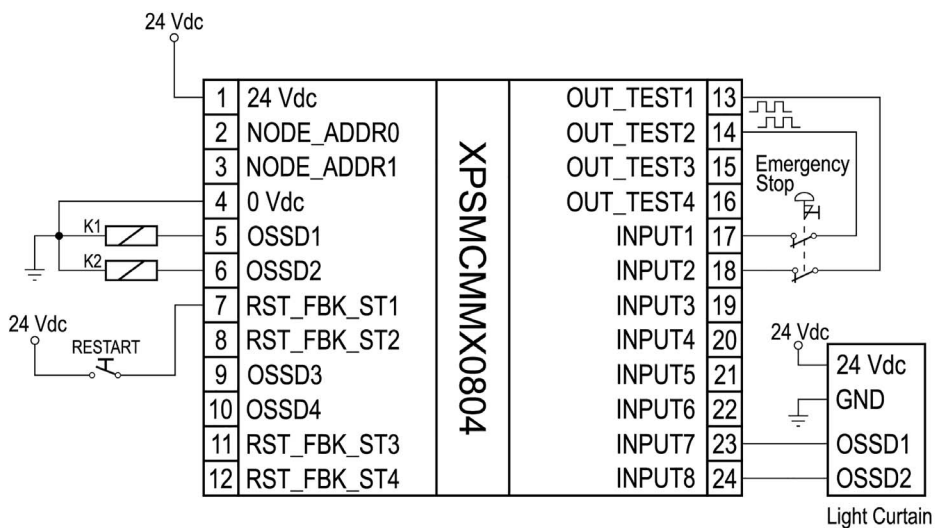 24 Vdc
1 24 Vdc
2 NODE_ADDR0
3 NODE_ADDR1
4 0 Vdc
K1
5 OSSD1
K2
6 OSSD2
7 RST_FBK_ST1
24 Vdc
RESTART
8 RST_FBK_ST2
9 OSSD3
10 OSSD4
11 RST_FBK_ST3
12 RST_FBK_ST4
XPSMCMMX0804
OUT_TEST1 13
OUT_TEST2 14
OUT_TEST3 15
OUT_TEST4 16
Emergency
Stop
INPUT1 17
INPUT2 18
INPUT3 19
INPUT4 20
INPUT5 21
INPUT6 22
INPUT7 23
INPUT8 24
24 Vdc
24 Vdc
GND
OSSD1
OSSD2
Light Curtain